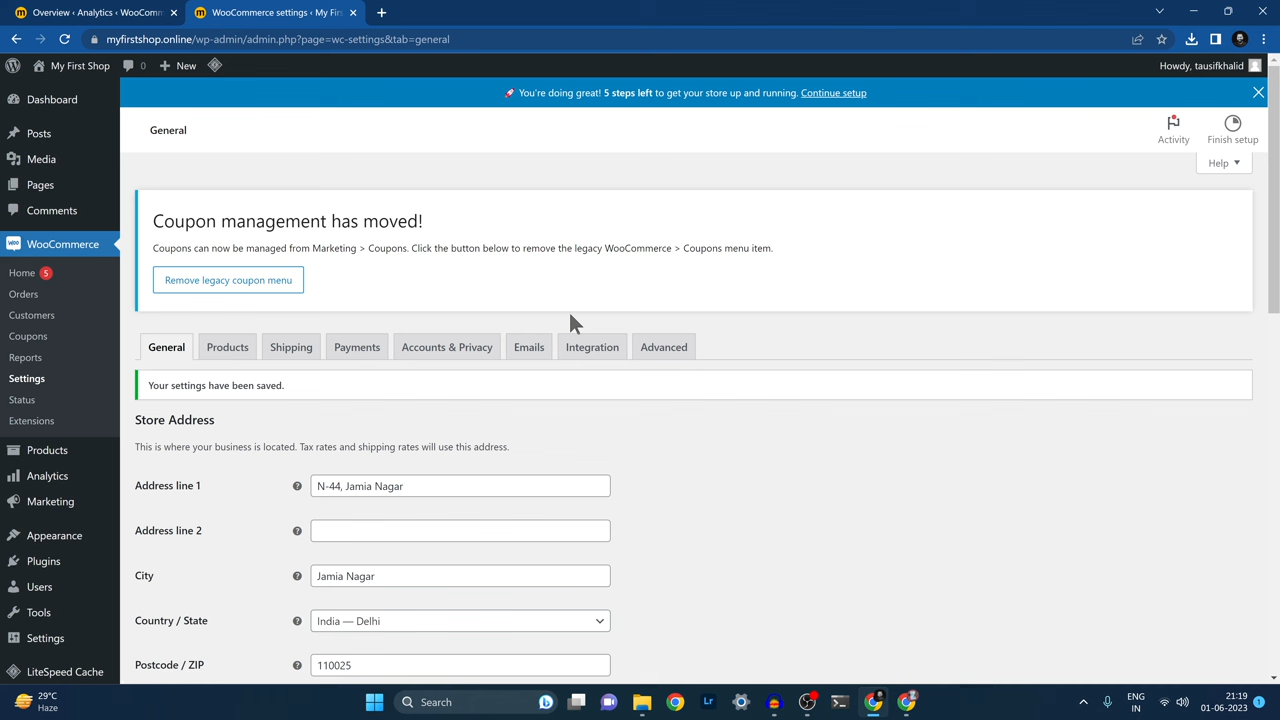 Overview ‹ Analytics ‹ WooComm
WooCommerce settings ‹ My First
myfirstshop.online/wp-admin/admin.php?page=wc-settings&tab=general
My First Shop
0
New
Howdy, tausifkhalid
🚀 You're doing great! 5 steps left to get your store up and running. Continue setup
Dashboard
Posts
Media
Pages
Comments
WooCommerce
Home 5
Orders
Customers
Coupons
Reports
Settings
Status
Extensions
Products
Analytics
Marketing
Appearance
Plugins
Users
Tools
Settings
LiteSpeed Cache
General
Activity
Finish setup
Help
Coupon management has moved!
Coupons can now be managed from Marketing > Coupons. Click the button below to remove the legacy WooCommerce > Coupons menu item.
Remove legacy coupon menu
General Products Shipping Payments Accounts & Privacy Emails Integration Advanced
Your settings have been saved.
Store Address
This is where your business is located. Tax rates and shipping rates will use this address.
Address line 1
N-44, Jamia Nagar
Address line 2
City
Jamia Nagar
Country / State
India — Delhi
Postcode / ZIP
110025
29°C
Haze
Search
Lr
ENG
IN
21:19
01-06-2023
1